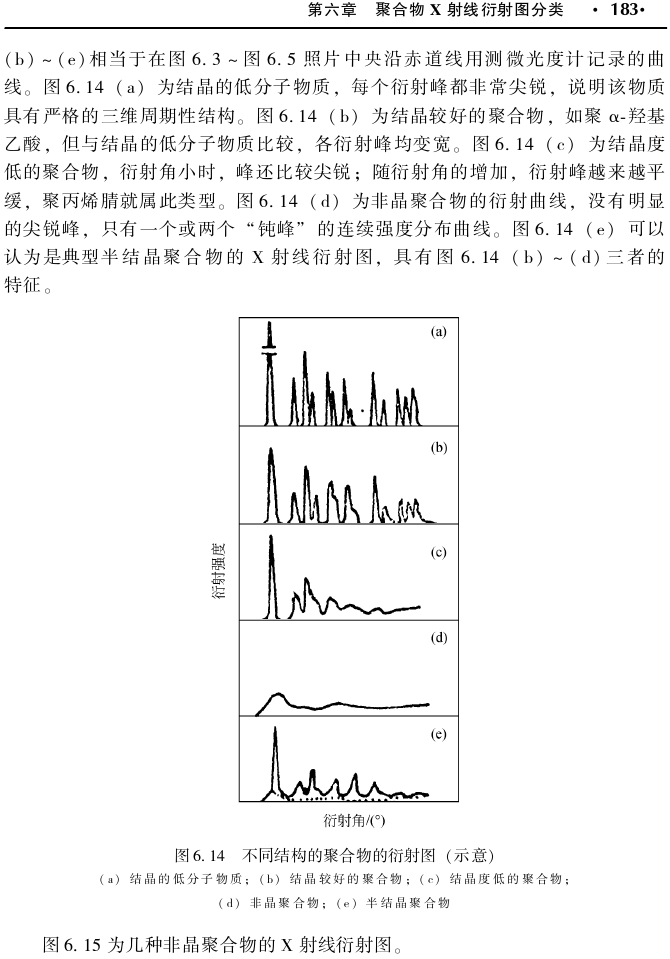 第六章　聚合物 X 射线衍射图分类　· 183·
(b) ~ (e)相当于在图 6. 3 ~ 图 6. 5 照片中央沿赤道线用测微光度计记录的曲
线。图 6. 14 (a) 为结晶的低分子物质，每个衍射峰都非常尖锐，说明该物质
具有严格的三维周期性结构。图 6. 14 (b) 为结晶较好的聚合物，如聚 α-羟基
乙酸，但与结晶的低分子物质比较，各衍射峰均变宽。图 6. 14 (c) 为结晶度
低的聚合物，衍射角小时，峰还比较尖锐；随衍射角的增加，衍射峰越来越平
缓，聚丙烯腈就属此类型。图 6. 14 (d) 为非晶聚合物的衍射曲线，没有明显
的尖锐峰，只有一个或两个“钝峰”的连续强度分布曲线。图 6. 14 (e) 可以
认为是典型半结晶聚合物的 X 射线衍射图，具有图 6. 14 (b) ~ (d)三者的
特征。
(a)
(b)
(c)
(d)
(e)
衍射强度
衍射角/(°)
图 6. 14　不同结构的聚合物的衍射图（示意）
(a) 结晶的低分子物质；(b) 结晶较好的聚合物；(c) 结晶度低的聚合物；
(d) 非晶聚合物；(e) 半结晶聚合物
图 6. 15 为几种非晶聚合物的 X 射线衍射图。